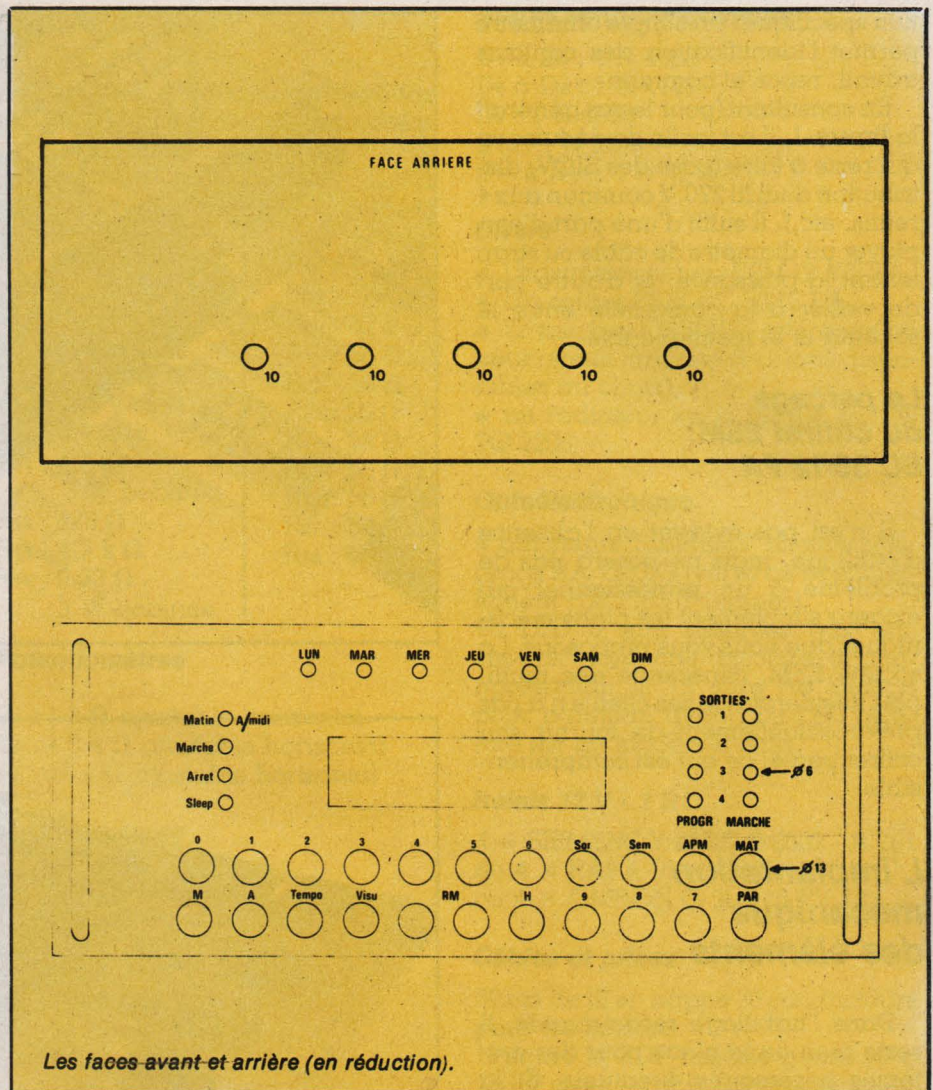 FACE ARRIERE
10 10 10 10 10
LUN MAR MER JEU VEN SAM DIM
SORTIES
Matin A/midi
1
Marche
2
Arret
3 ø6
Sleep
4
PROGR MARCHE
0 1 2 3 4 5 6 Sor Sem APM MAT
ø13
M A Tempo Visu RM H 9 8 7 PAR
Les faces avant et arrière (en réduction).